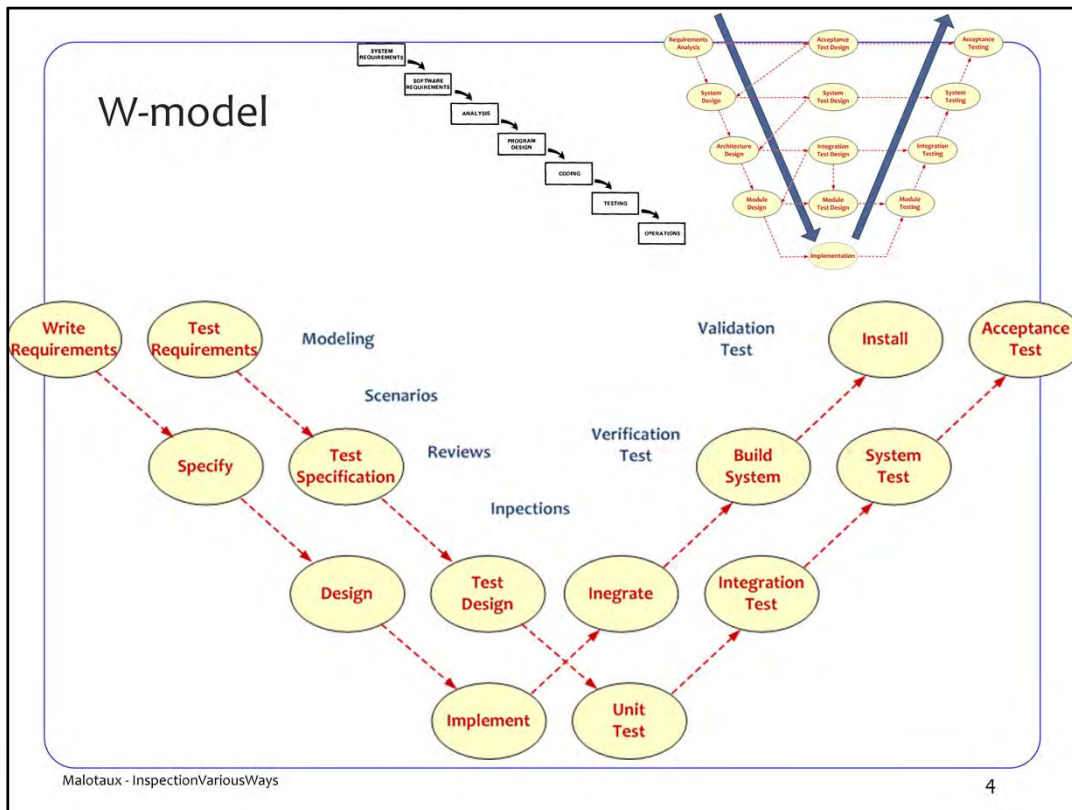 W-model
SYSTEM
REQUIREMENTS
SOFTWARE
REQUIREMENTS
ANALYSIS
PROGRAM
DESIGN
CODING
TESTING
OPERATIONS
Requirements
Analysis
Acceptance
Test Design
Acceptance
Testing
System
Design
System
Test Design
System
Testing
Architecture
Design
Integration
Test Design
Integration
Testing
Module
Design
Module
Test Design
Module
Testing
Implementation
Write
Requirements
Test
Requirements
Modeling
Validation
Test
Install
Acceptance
Test
Scenarios
Specify
Test
Specification
Reviews
Verification
Test
Build
System
System
Test
Inpections
Design
Test
Design
Inegrate
Integration
Test
Implement
Unit
Test
Malotaux - InspectionVariousWays
4